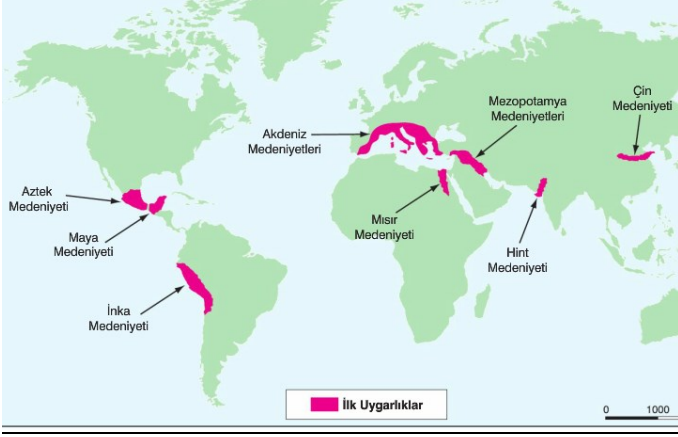 Çin
Medeniyeti
Mezopotamya
Medeniyetleri
Akdeniz
Medeniyetleri
Aztek
Medeniyeti
Maya
Medeniyeti
Mısır
Medeniyeti
Hint
Medeniyeti
İnka
Medeniyeti
İlk Uygarlıklar
0 1000